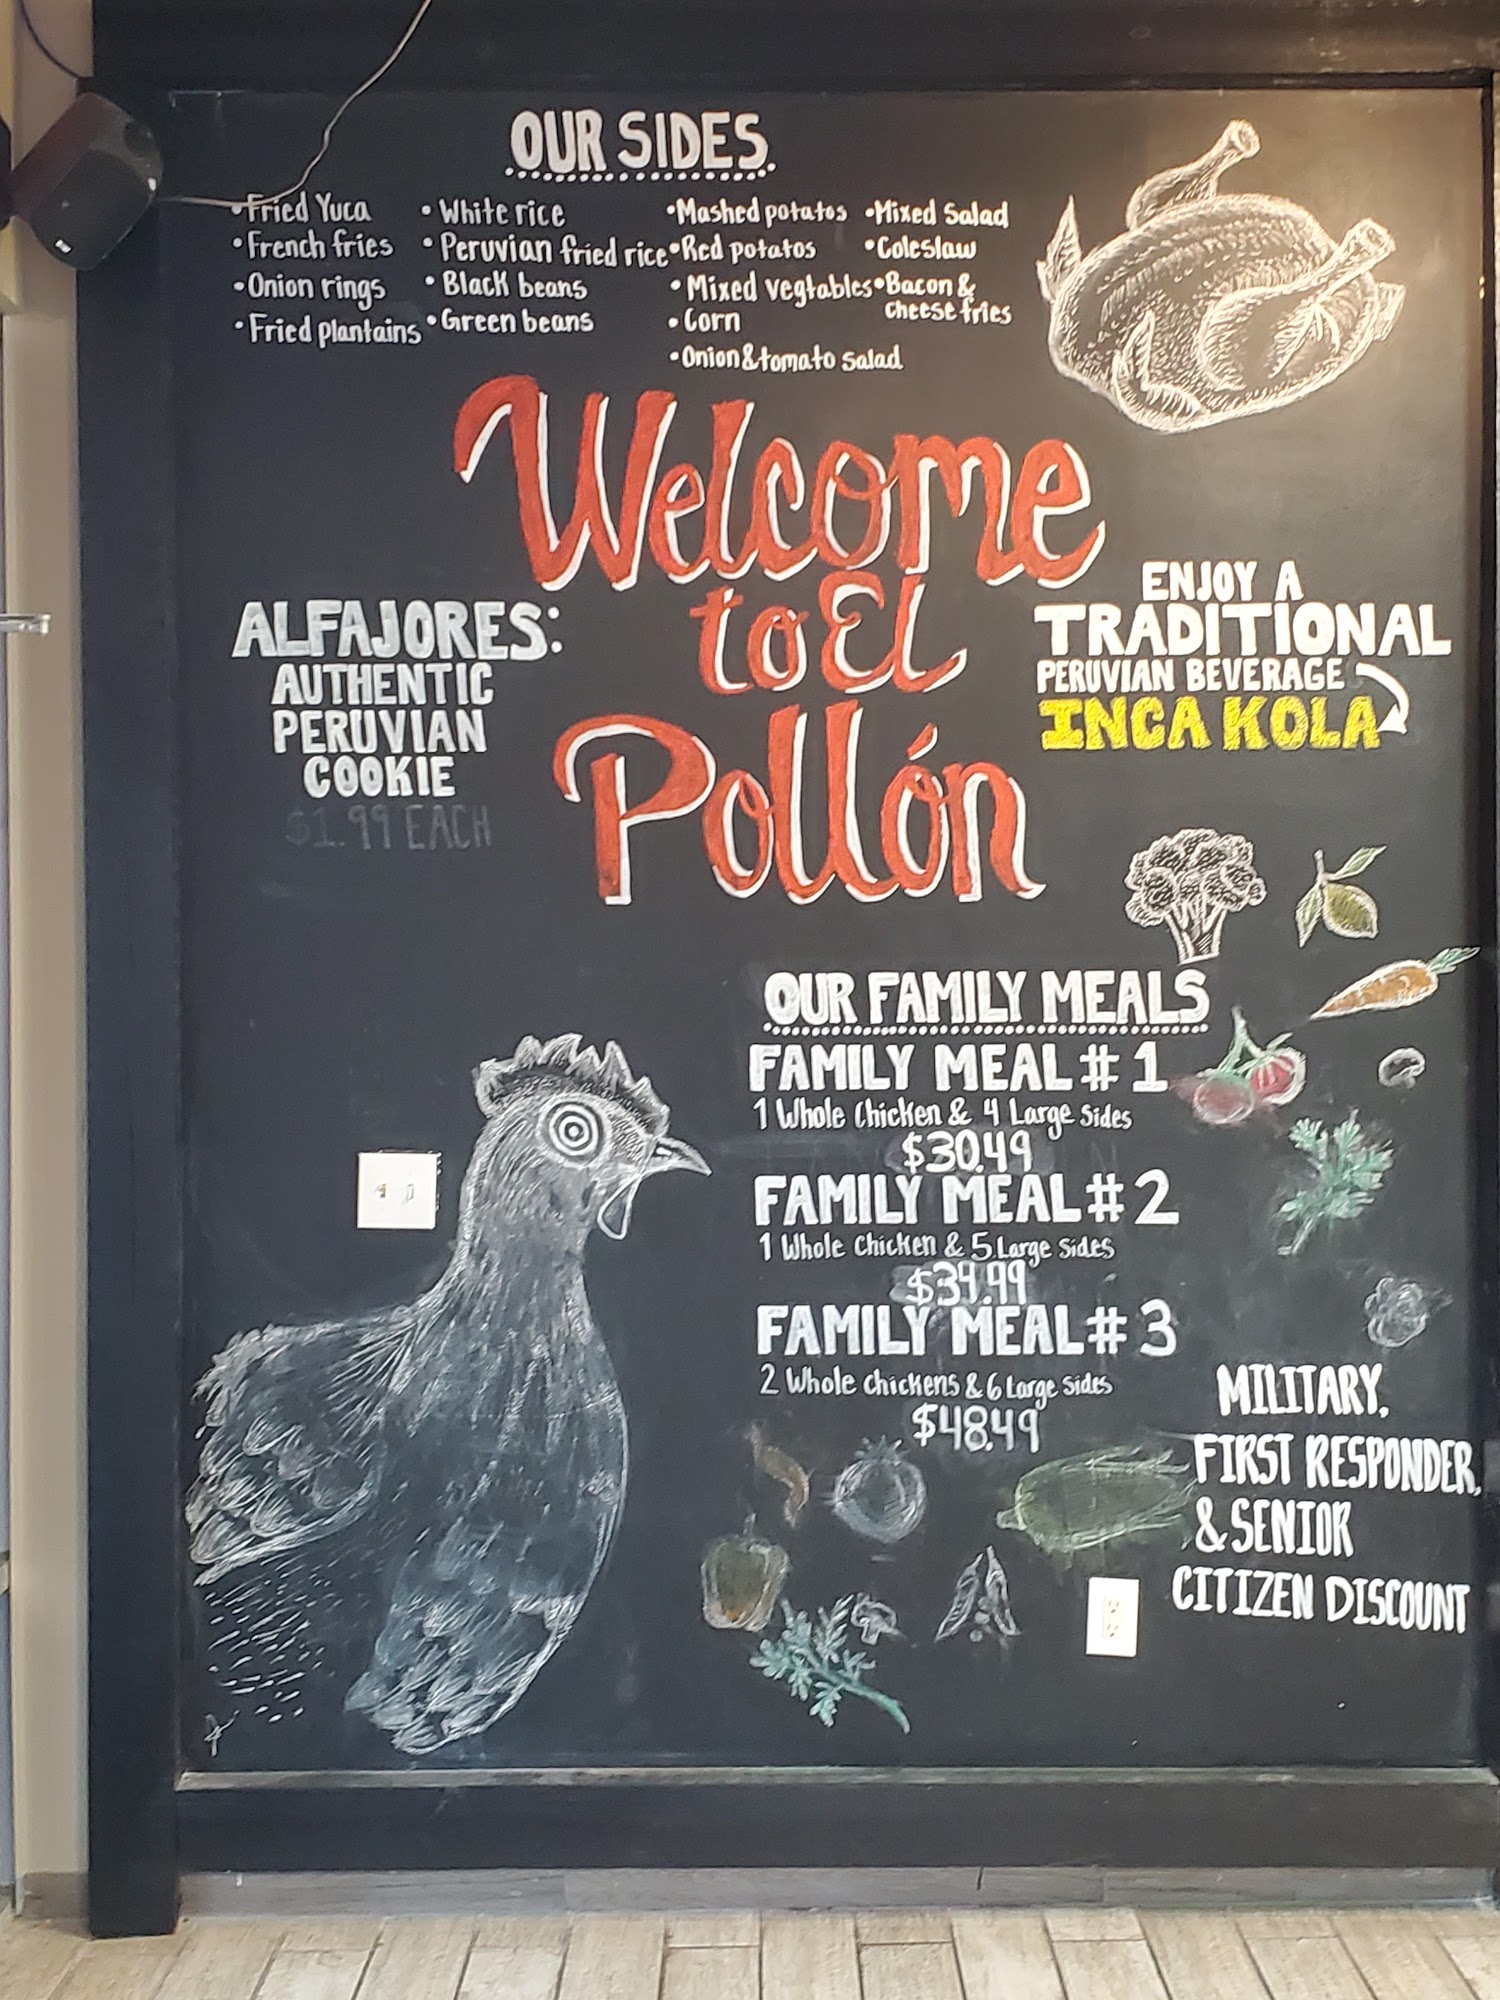 OUR SIDES
•Fried Yuca
•French fries
•Onion rings
•Fried plantains
•White rice
•Peruvian fried rice
•Black beans
•Green beans
•Mashed potatos
•Red potatos
•Mixed vegtables
•Corn
•Onion & tomato salad
•Mixed Salad
•Coleslaw
•Bacon &
cheese fries
Welcome
to El
Pollón
ALFAJORES:
AUTHENTIC
PERUVIAN
COOKIE
$1.99 EACH
ENJOY A
TRADITIONAL
PERUVIAN BEVERAGE
INCA KOLA
OUR FAMILY MEALS
FAMILY MEAL # 1
1 Whole Chicken & 4 Large Sides
$30.49
FAMILY MEAL # 2
1 Whole Chicken & 5 Large Sides
$34.99
FAMILY MEAL # 3
2 Whole Chickens & 6 Large Sides
$48.49
MILITARY,
FIRST RESPONDER,
& SENIOR
CITIZEN DISCOUNT